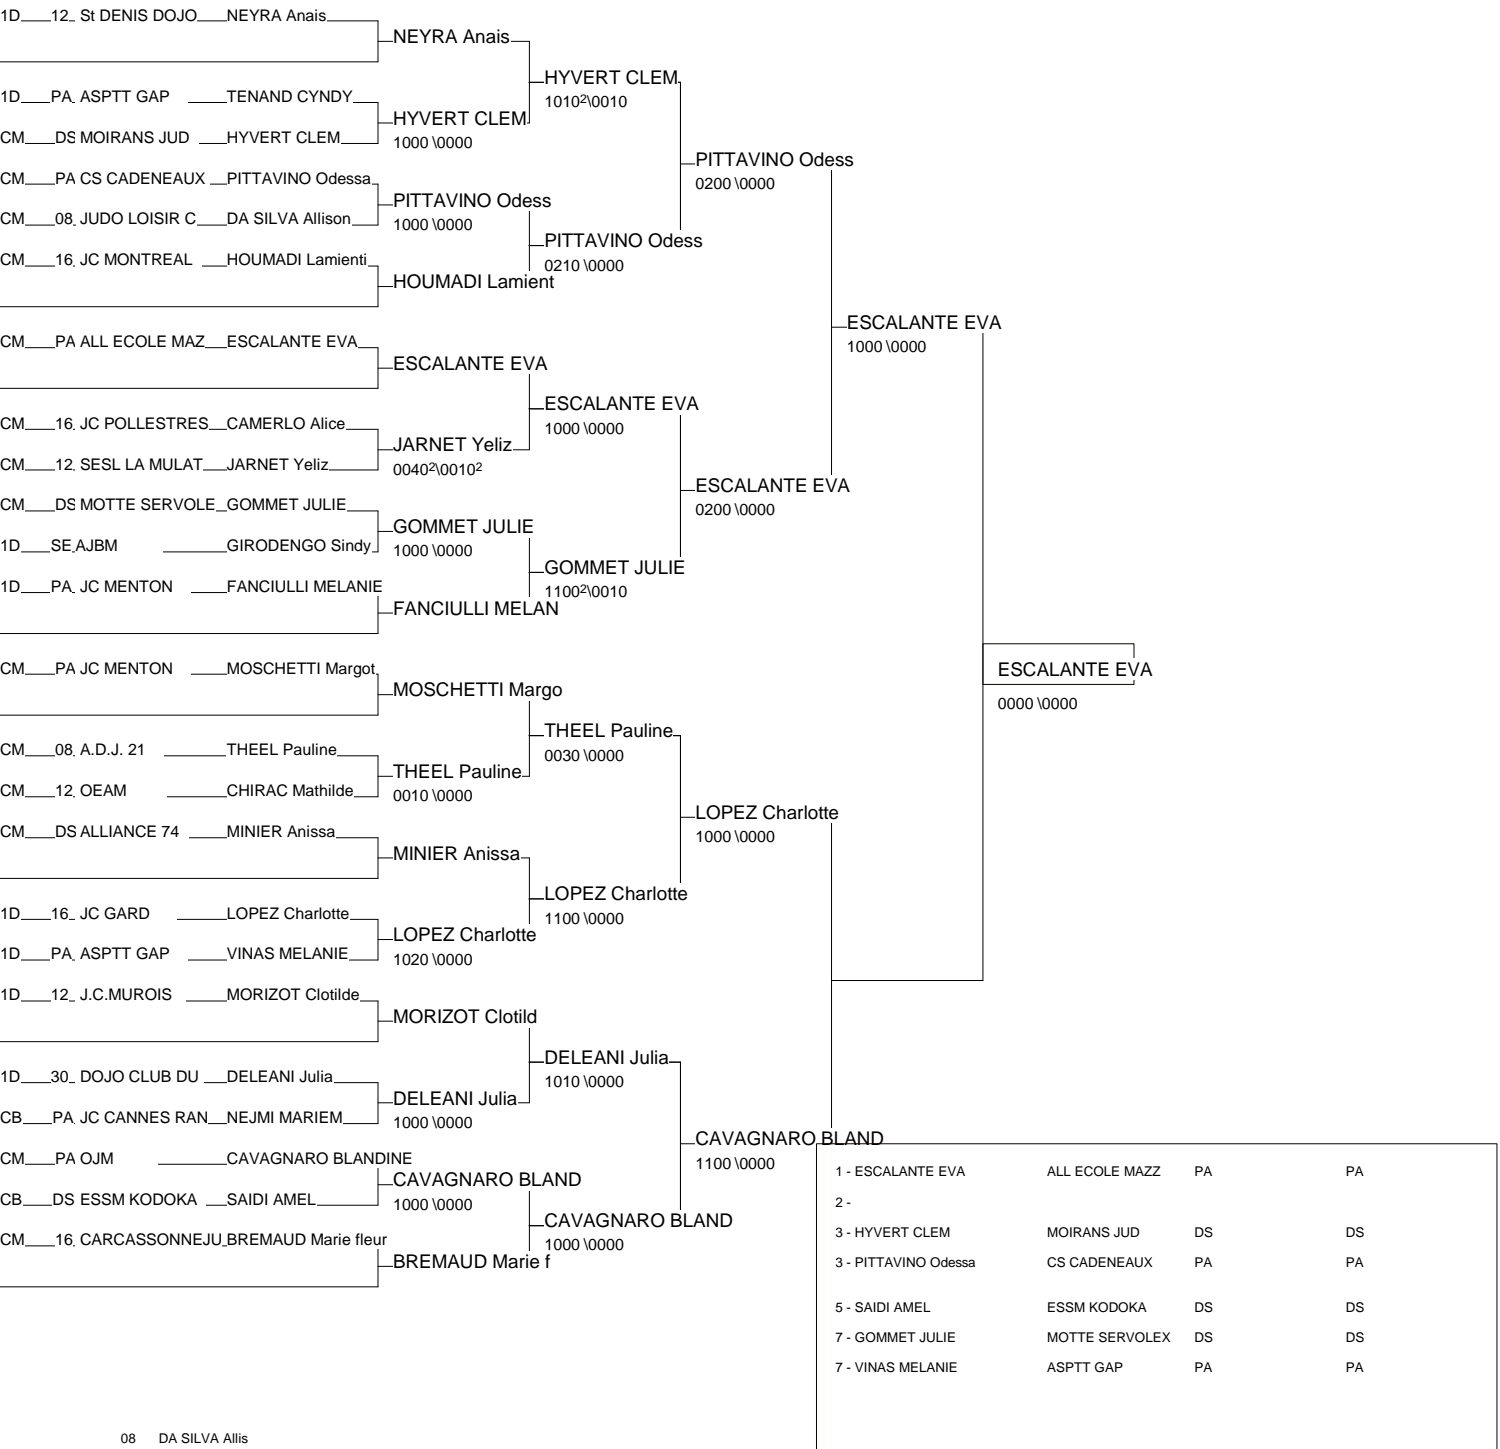 1D 12 St DENIS DOJO NEYRA Anais
NEYRA Anais
HYVERT CLEM
1010²\0010
1D PA ASPTT GAP TENAND CYNDY
HYVERT CLEM
1000 \0000
CM DS MOIRANS JUD HYVERT CLEM
PITTAVINO Odess
0200 \0000
CM PA CS CADENEAUX PITTAVINO Odessa
PITTAVINO Odess
1000 \0000
CM 08 JUDO LOISIR C DA SILVA Allison
PITTAVINO Odess
0210 \0000
CM 16 JC MONTREAL HOUMADI Lamienti
HOUMADI Lamient
ESCALANTE EVA
1000 \0000
CM PA ALL ECOLE MAZ ESCALANTE EVA
ESCALANTE EVA
ESCALANTE EVA
1000 \0000
CM 16 JC POLLESTRES CAMERLO Alice
JARNET Yeliz
0040²\0010²
CM 12 SESL LA MULAT JARNET Yeliz
ESCALANTE EVA
0200 \0000
CM DS MOTTE SERVOLE GOMMET JULIE
GOMMET JULIE
1000 \0000
1D SE AJBM GIRODENGO Sindy
GOMMET JULIE
1100²\0010
1D PA JC MENTON FANCIULLI MELANIE
FANCIULLI MELAN
CM PA JC MENTON MOSCHETTI Margot
ESCALANTE EVA
0000 \0000
MOSCHETTI Margo
THEEL Pauline
0030 \0000
CM 08 A.D.J. 21 THEEL Pauline
THEEL Pauline
0010 \0000
CM 12 OEAM CHIRAC Mathilde
LOPEZ Charlotte
1000 \0000
CM DS ALLIANCE 74 MINIER Anissa
MINIER Anissa
LOPEZ Charlotte
1100 \0000
1D 16 JC GARD LOPEZ Charlotte
LOPEZ Charlotte
1020 \0000
1D PA ASPTT GAP VINAS MELANIE
1D 12 J.C.MUROIS MORIZOT Clotilde
MORIZOT Clotild
DELEANI Julia
1010 \0000
1D 30 DOJO CLUB DU DELEANI Julia
DELEANI Julia
1000 \0000
CB PA JC CANNES RAN NEJMI MARIEM
CAVAGNARO BLAND
1100 \0000
CM PA OJM CAVAGNARO BLANDINE
CAVAGNARO BLAND
1000 \0000
CB DS ESSM KODOKA SAIDI AMEL
CAVAGNARO BLAND
1000 \0000
CM 16 CARCASSONNEJU BREMAUD Marie fleur
BREMAUD Marie f
1 - ESCALANTE EVA ALL ECOLE MAZZ PA PA
2 -
3 - HYVERT CLEM MOIRANS JUD DS DS
3 - PITTAVINO Odessa CS CADENEAUX PA PA
5 - SAIDI AMEL ESSM KODOKA DS DS
7 - GOMMET JULIE MOTTE SERVOLEX DS DS
7 - VINAS MELANIE ASPTT GAP PA PA
08 DA SILVA Allis